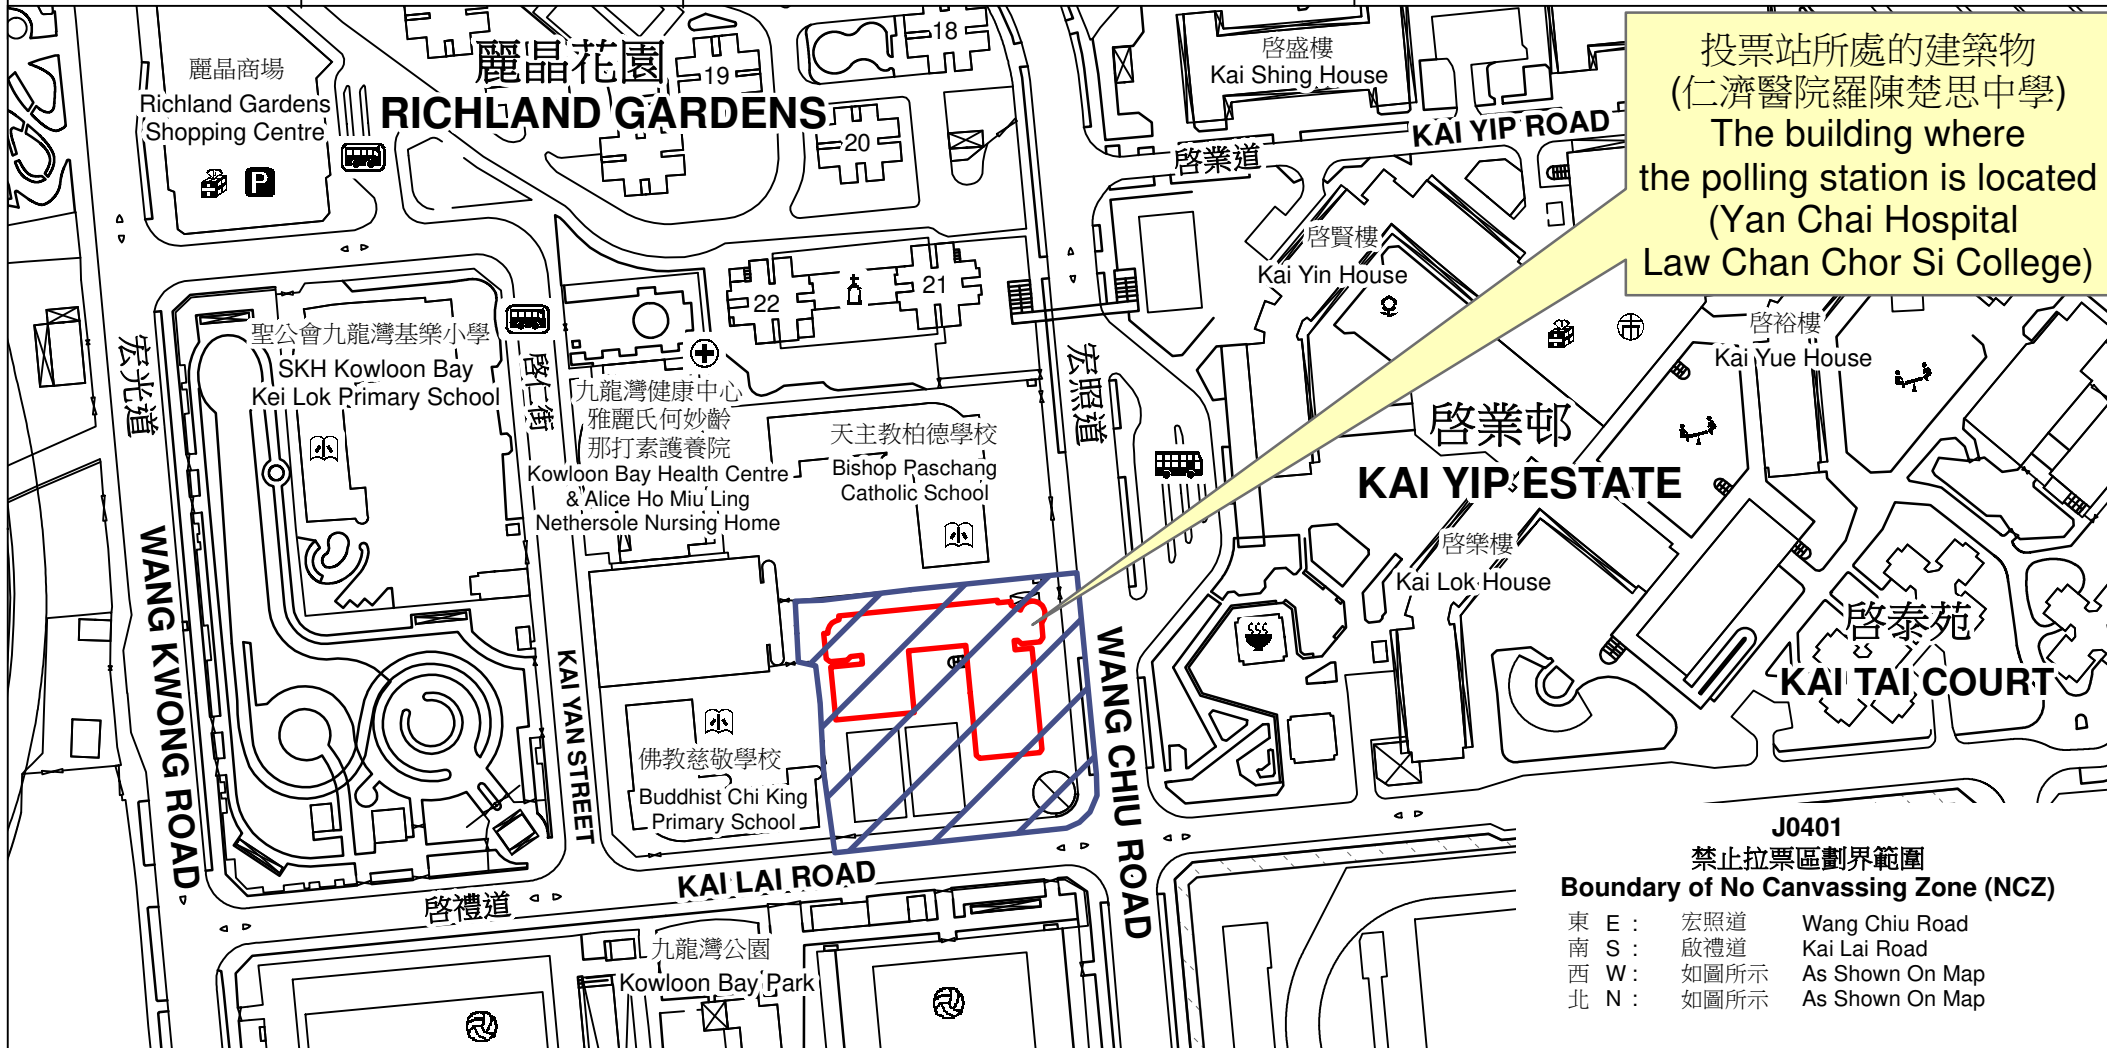 麗晶商場
Richland Gardens
Shopping Centre
P
麗晶花園
RICHLAND GARDENS
18
19
20
啓盛樓
Kai Shing House
KAI YIP ROAD
啓業道
投票站所處的建築物
(仁濟醫院羅陳楚思中學)
The building where
the polling station is located
(Yan Chai Hospital
Law Chan Chor Si College)
啓賢樓
Kai Yin House
22
21
啓裕樓
Kai Yue House
宏光道
聖公會九龍灣基樂小學
SKH Kowloon Bay
Kei Lok Primary School
啓仁街
九龍灣健康中心
雅麗氏何妙齡
那打素護養院
Kowloon Bay Health Centre
& Alice Ho Miu Ling
Nethersole Nursing Home
天主教柏德學校
Bishop Paschang
Catholic School
小
宏照道
啓業邨
KAI YIP ESTATE
啓樂樓
Kai Lok House
啓泰苑
KAI TAI COURT
小
WANG KWONG ROAD
KAI YAN STREET
小
佛教慈敬學校
Buddhist Chi King
Primary School
WANG CHIU ROAD
KAI LAI ROAD
啓禮道
九龍灣公園
Kowloon Bay Park
J0401
禁止拉票區劃界範圍
Boundary of No Canvassing Zone (NCZ)
東 E : 宏照道 Wang Chiu Road
南 S : 啟禮道 Kai Lai Road
西 W : 如圖所示 As Shown On Map
北 N : 如圖所示 As Shown On Map